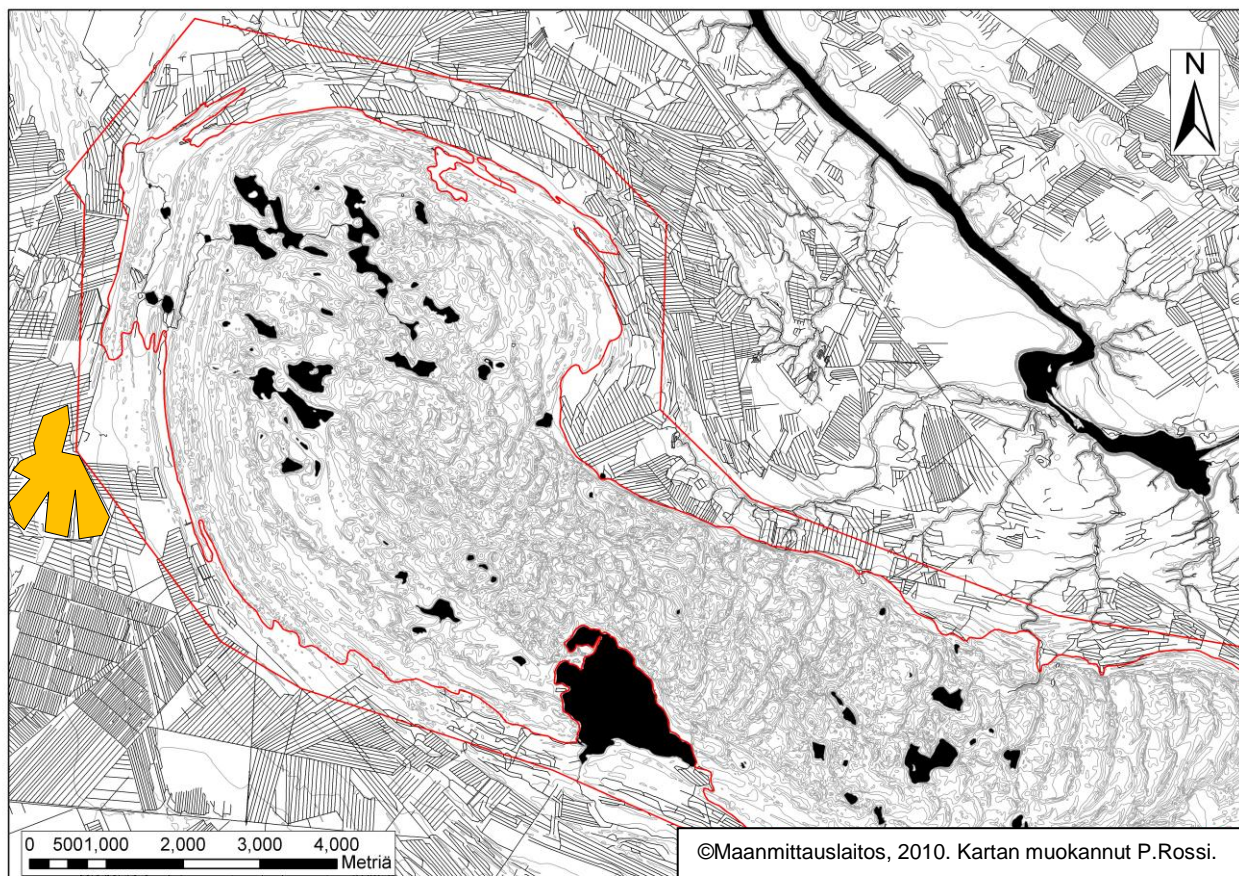 N
0 5001,000 2,000 3,000 4,000
Metriä
©Maanmittauslaitos, 2010. Kartan muokannut P.Rossi.